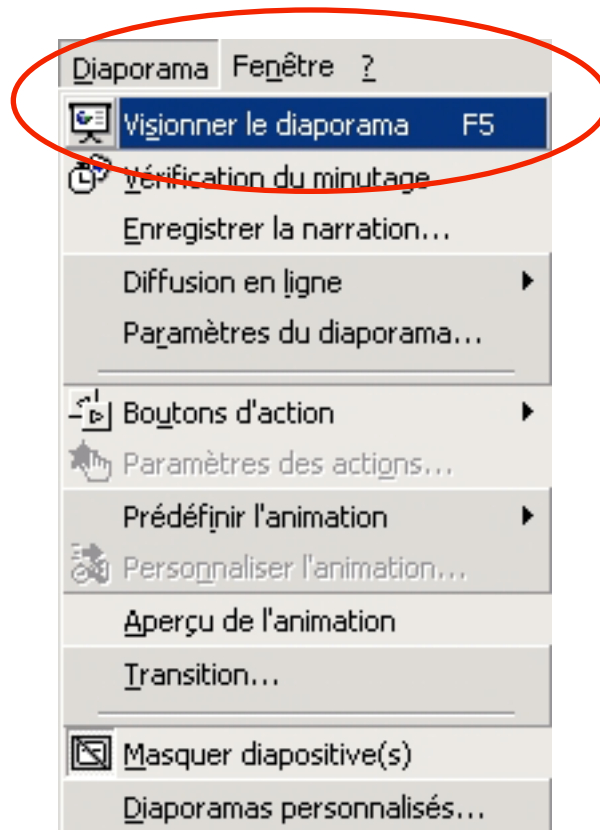 Diaporama Fenêtre ?
Visionner le diaporama F5
Vérification du minutage
Enregistrer la narration...
Diffusion en ligne
Paramètres du diaporama...
Boutons d'action
Paramètres des actions...
Prédéfinir l'animation
Personnaliser l'animation...
Aperçu de l'animation
Transition...
Masquer diapositive(s)
Diaporamas personnalisés...